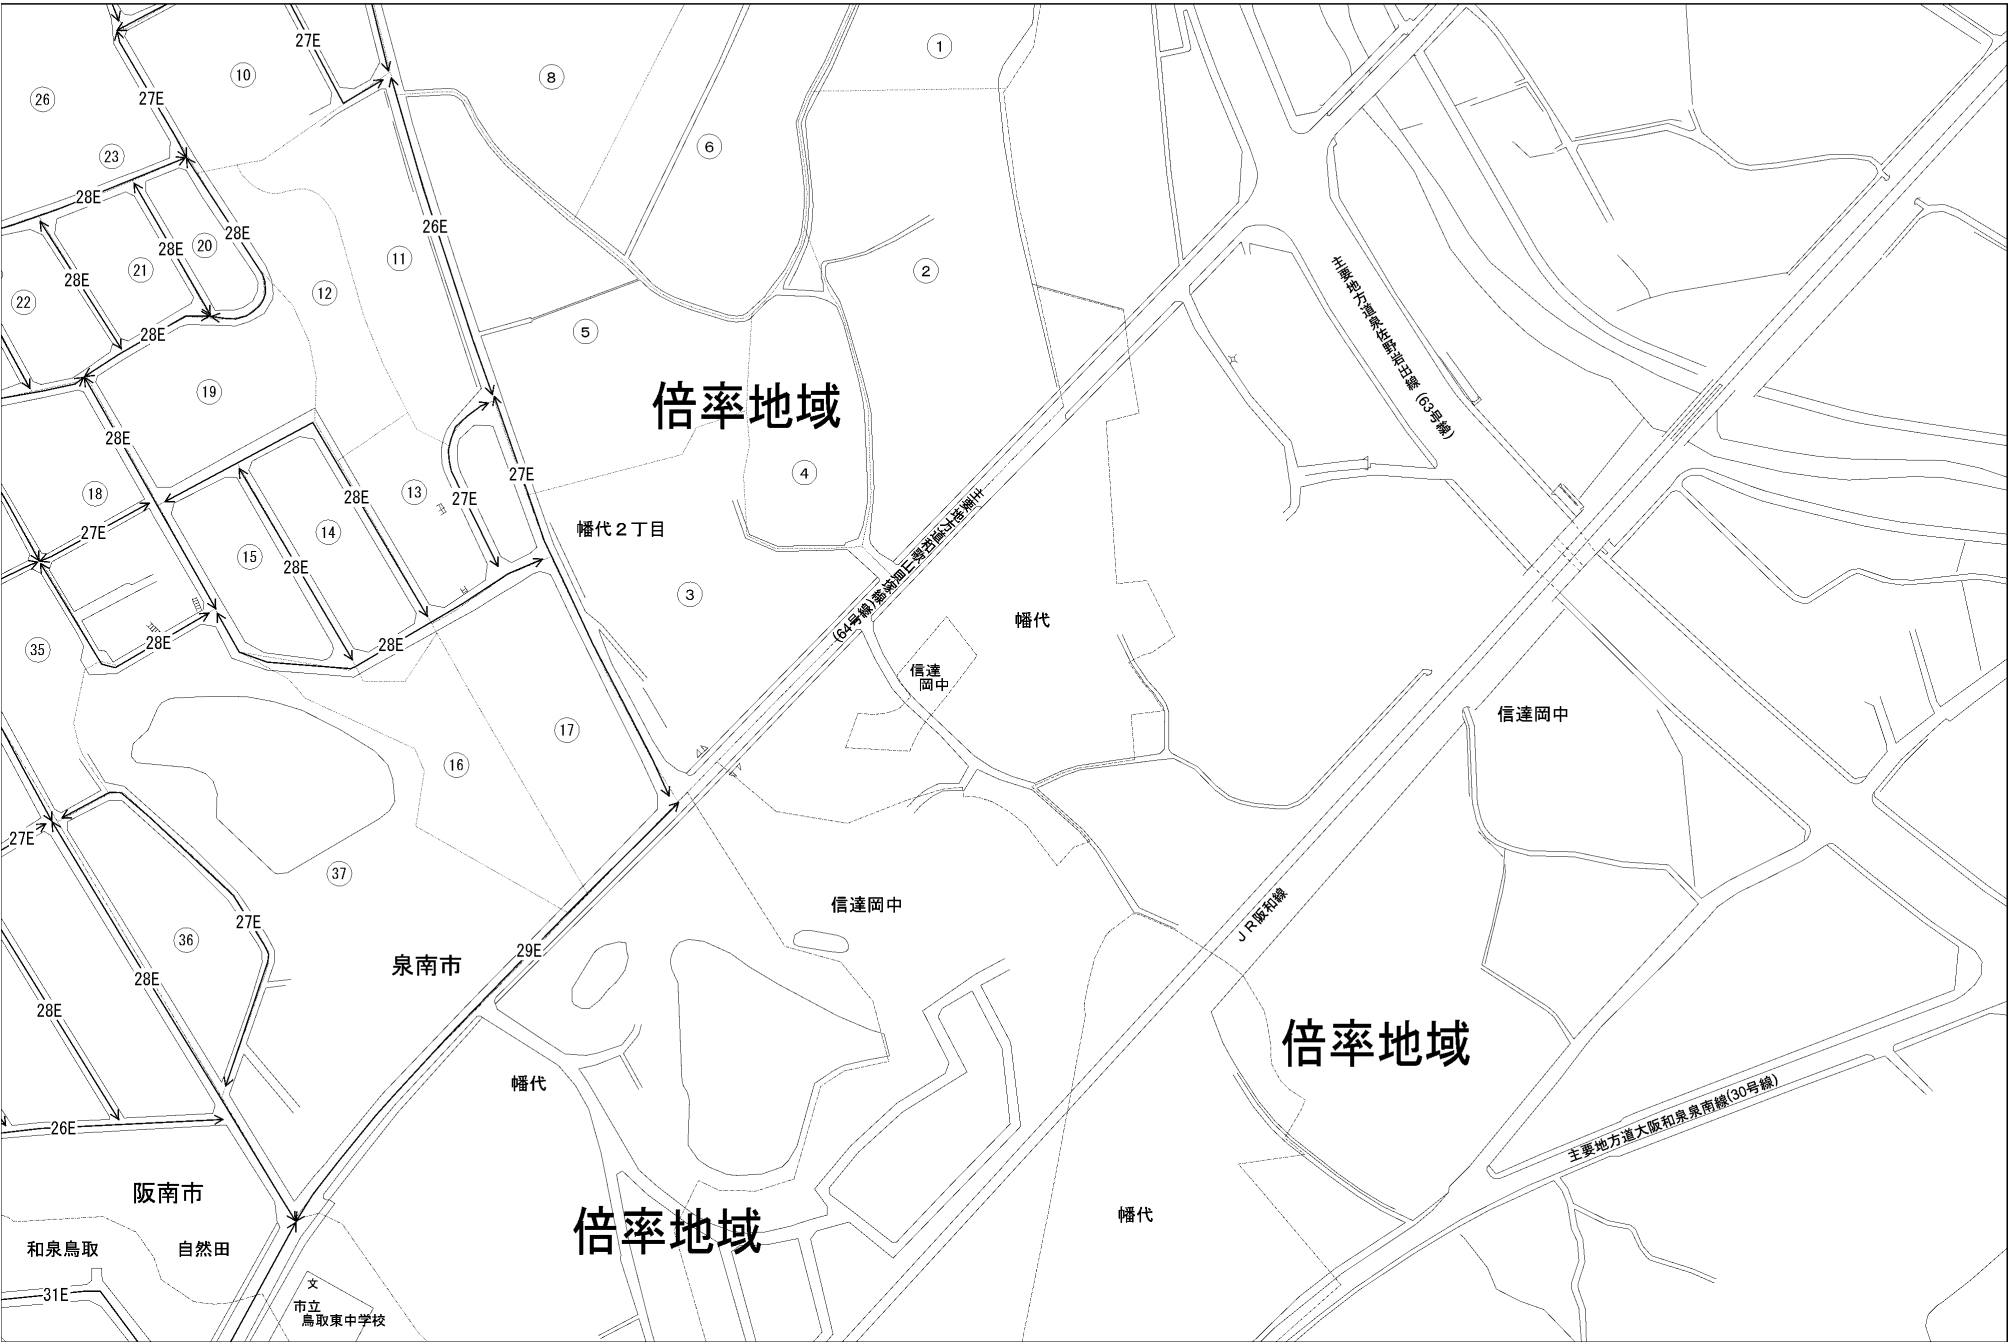 27E
①
⑧
⑩
26
27E
⑥
23
28E
26E
28E
28E
20
⑪
21
②
28E
22
⑫
主要地方道泉佐野岩出線(63号線)
28E
⑤
⑲
倍率地域
28E
④
27E
⑱
28E
⑬
27E
主要地方道和歌山貝塚線(64号線)
27E
⑭
幡代2丁目
⑮
28E
③
幡代
28E
28E
35
信達
岡中
信達岡中
⑰
⑯
27E
37
信達岡中
JR阪和線
27E
36
29E
泉南市
28E
28E
倍率地域
幡代
26E
主要地方道大阪和泉泉南線(30号線)
阪南市
幡代
倍率地域
和泉鳥取
自然田
文
31E
市立
鳥取東中学校